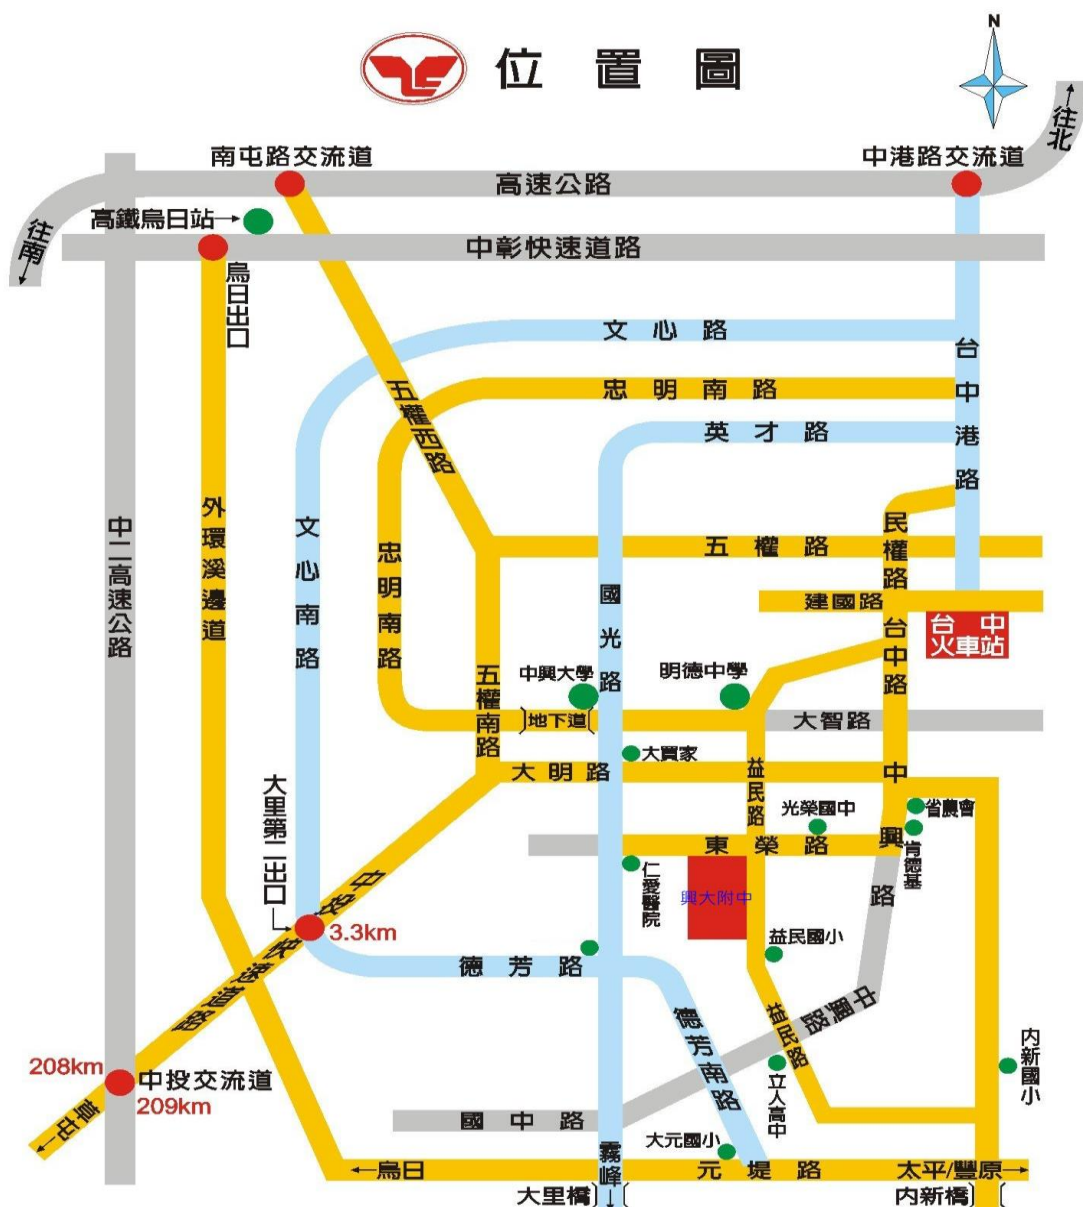 位置圖
N
往北
南屯路交流道
中港路交流道
高速公路
高鐵烏日站
往南
中彰快速道路
烏日出口
文心路
台中港路
忠明南路
五權西路
英才路
外環溪邊道
中二高速公路
文心南路
忠明南路
民權路
五權路
國光路
建國路
台中
火車站
台中路
中興大學
明德中學
五權南路
地下道
大智路
大買家
大明路
益民路
中興路
大里第二出口
光榮國中
省農會
肯德基
東榮路
仁愛醫院
興大附中
中投快速道路
3.3km
益民國小
德芳路
中興路
益民路
德芳南路
內新國小
208km
中投交流道
209km
立人高中
草屯
國中路
大元國小
霧峰
烏日
元堤路
太平/豐原
大里橋
內新橋